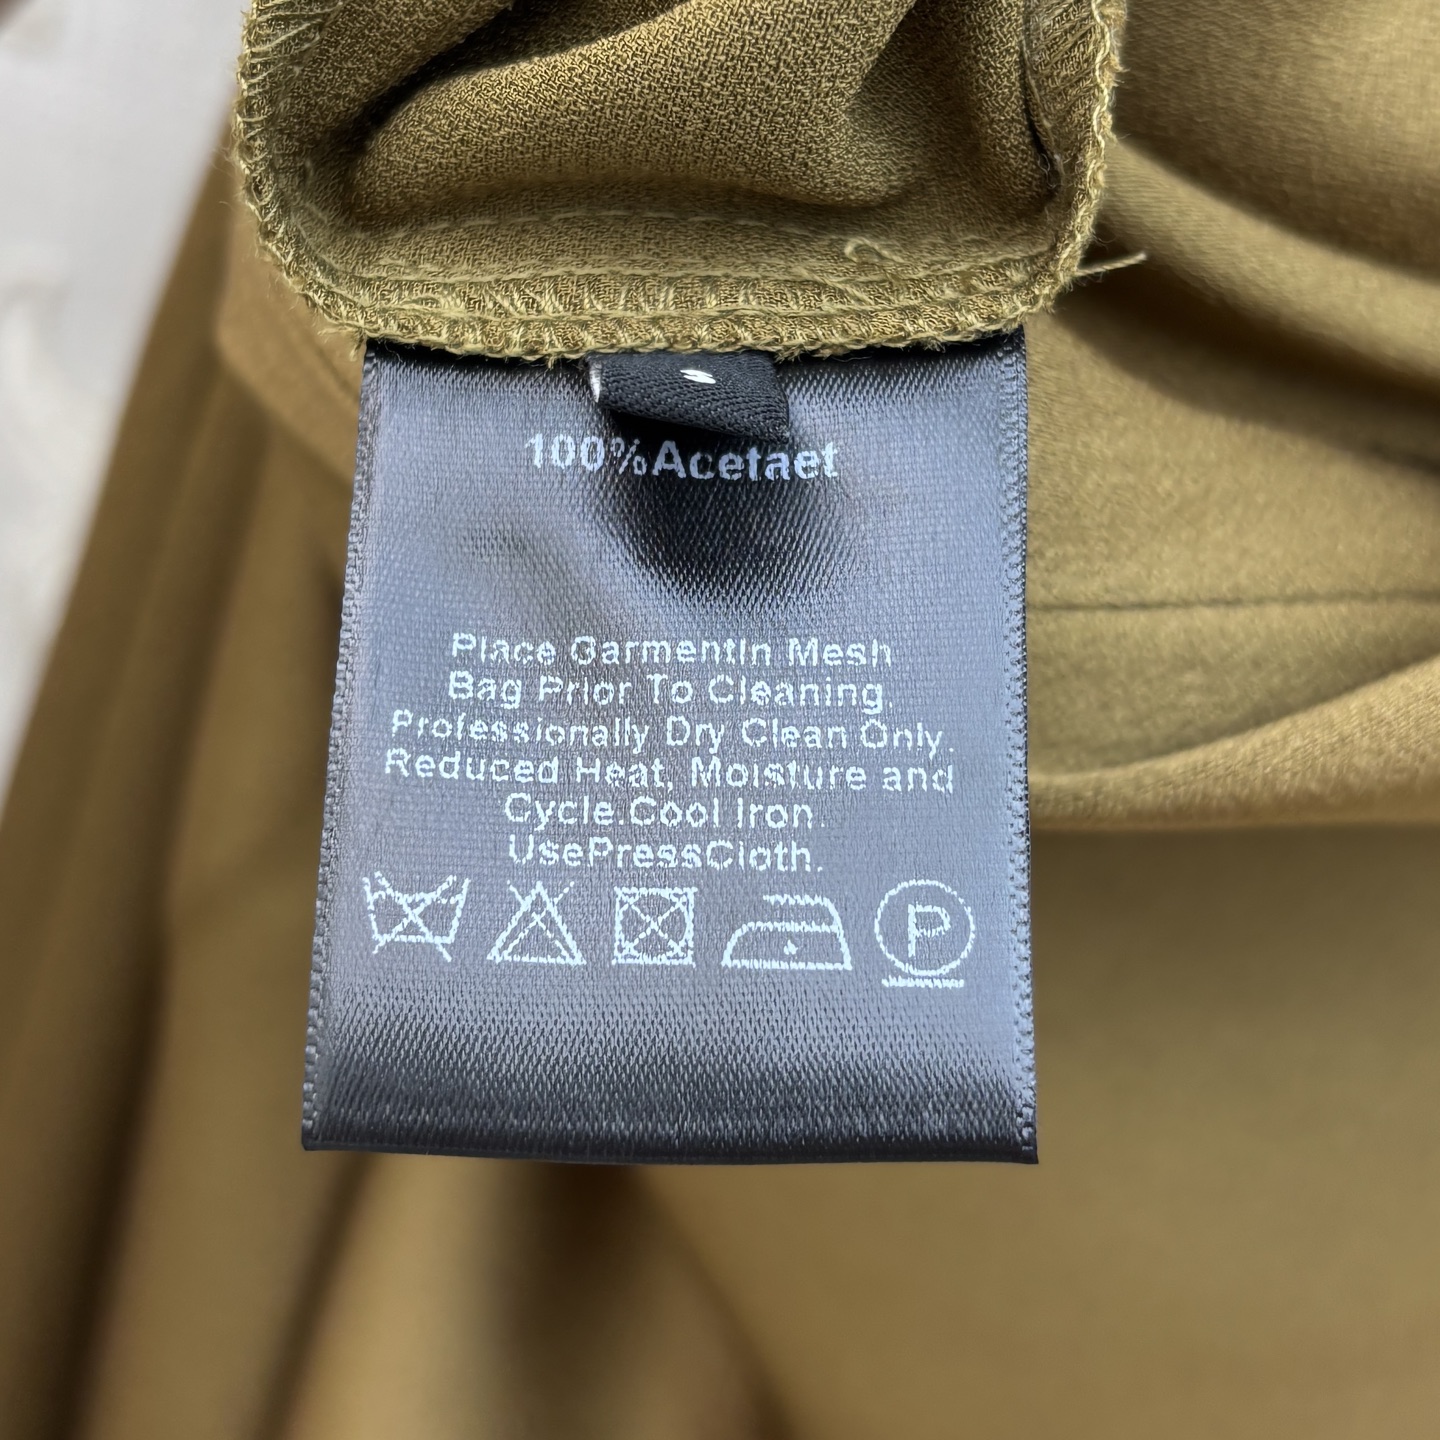 100%Acetaet
Place Garmentin Mesh
Bag Prior To Cleaning.
Professionally Dry Clean Only.
Reduced Heat, Moisture and
Cycle.Cool Iron.
UsePressCloth.
P